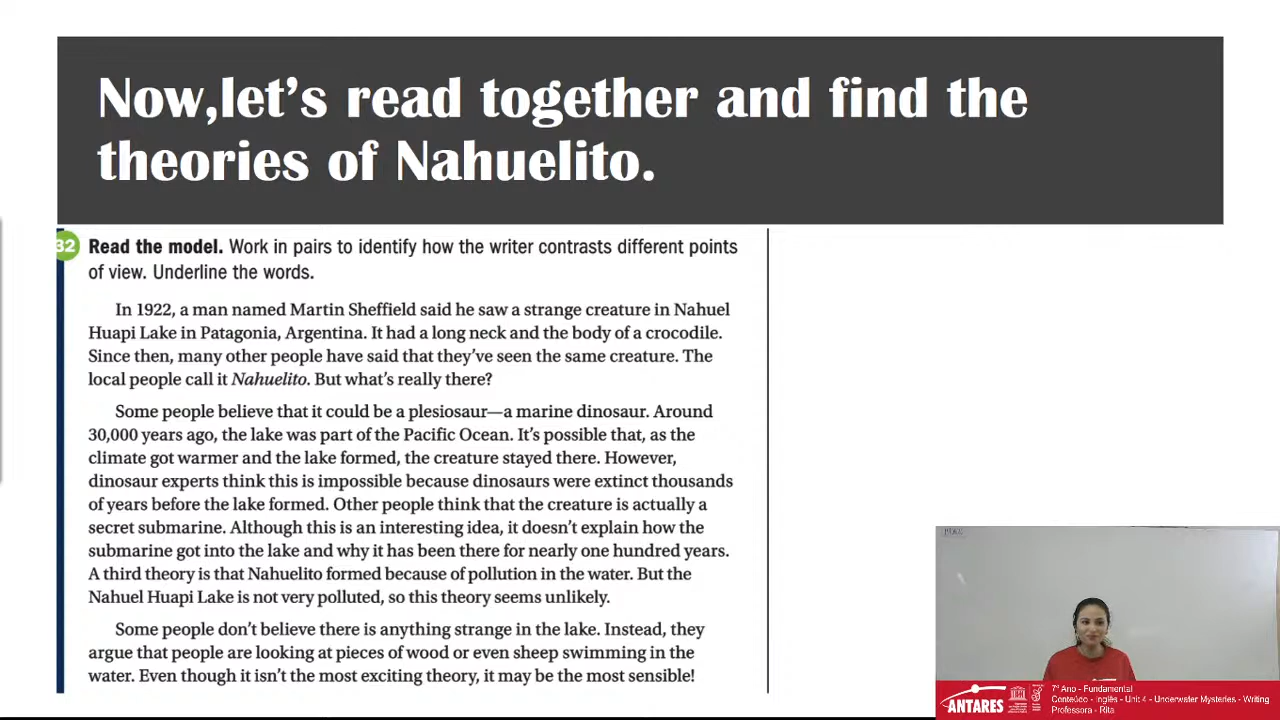 Now,let's read together and find the
theories of Nahuelito.
32 Read the model. Work in pairs to identify how the writer contrasts different points
of view. Underline the words.
In 1922, a man named Martin Sheffield said he saw a strange creature in Nahuel
Huapi Lake in Patagonia, Argentina. It had a long neck and the body of a crocodile.
Since then, many other people have said that they've seen the same creature. The
local people call it Nahuelito. But what's really there?
Some people believe that it could be a plesiosaur—a marine dinosaur. Around
30,000 years ago, the lake was part of the Pacific Ocean. It's possible that, as the
climate got warmer and the lake formed, the creature stayed there. However,
dinosaur experts think this is impossible because dinosaurs were extinct thousands
of years before the lake formed. Other people think that the creature is actually a
secret submarine. Although this is an interesting idea, it doesn't explain how the
submarine got into the lake and why it has been there for nearly one hundred years.
A third theory is that Nahuelito formed because of pollution in the water. But the
Nahuel Huapi Lake is not very polluted, so this theory seems unlikely.
Some people don't believe there is anything strange in the lake. Instead, they
argue that people are looking at pieces of wood or even sheep swimming in the
water. Even though it isn't the most exciting theory, it may be the most sensible!
ANTARES
7º Ano - Fundamental
Conteúdo - Inglês - Unit 4 - Underwater Mysteries - Writing
Professora - Rita